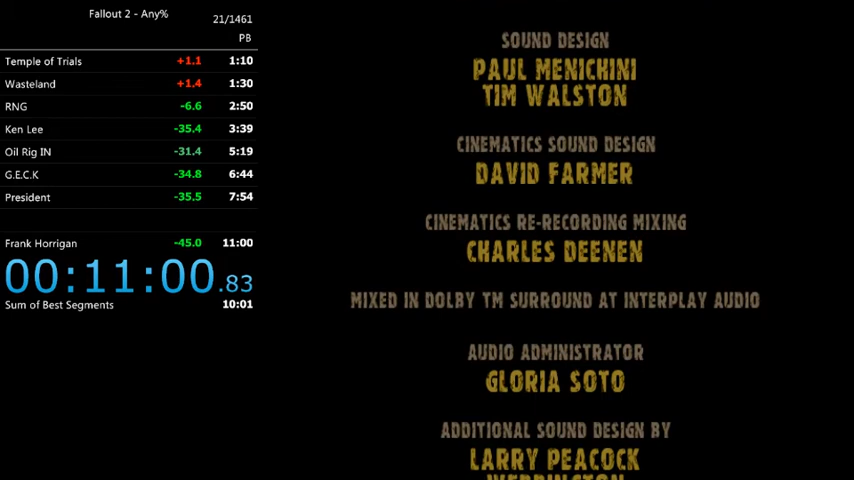 Fallout 2 - Any%
21/1461
PB
Temple of Trials +1.1 1:10
Wasteland +1.4 1:30
RNG -6.6 2:50
Ken Lee -35.4 3:39
Oil Rig IN -31.4 5:19
G.E.C.K -34.8 6:44
President -35.5 7:54
Frank Horrigan -45.0 11:00
00:11:00.83
Sum of Best Segments 10:01
SOUND DESIGN
PAUL MENICHINI
TIM WALSTON
CINEMATICS SOUND DESIGN
DAVID FARMER
CINEMATICS RE-RECORDING MIXING
CHARLES DEENEN
MIXED IN DOLBY TM SURROUND AT INTERPLAY AUDIO
AUDIO ADMINISTRATOR
GLORIA SOTO
ADDITIONAL SOUND DESIGN BY
LARRY PEACOCK